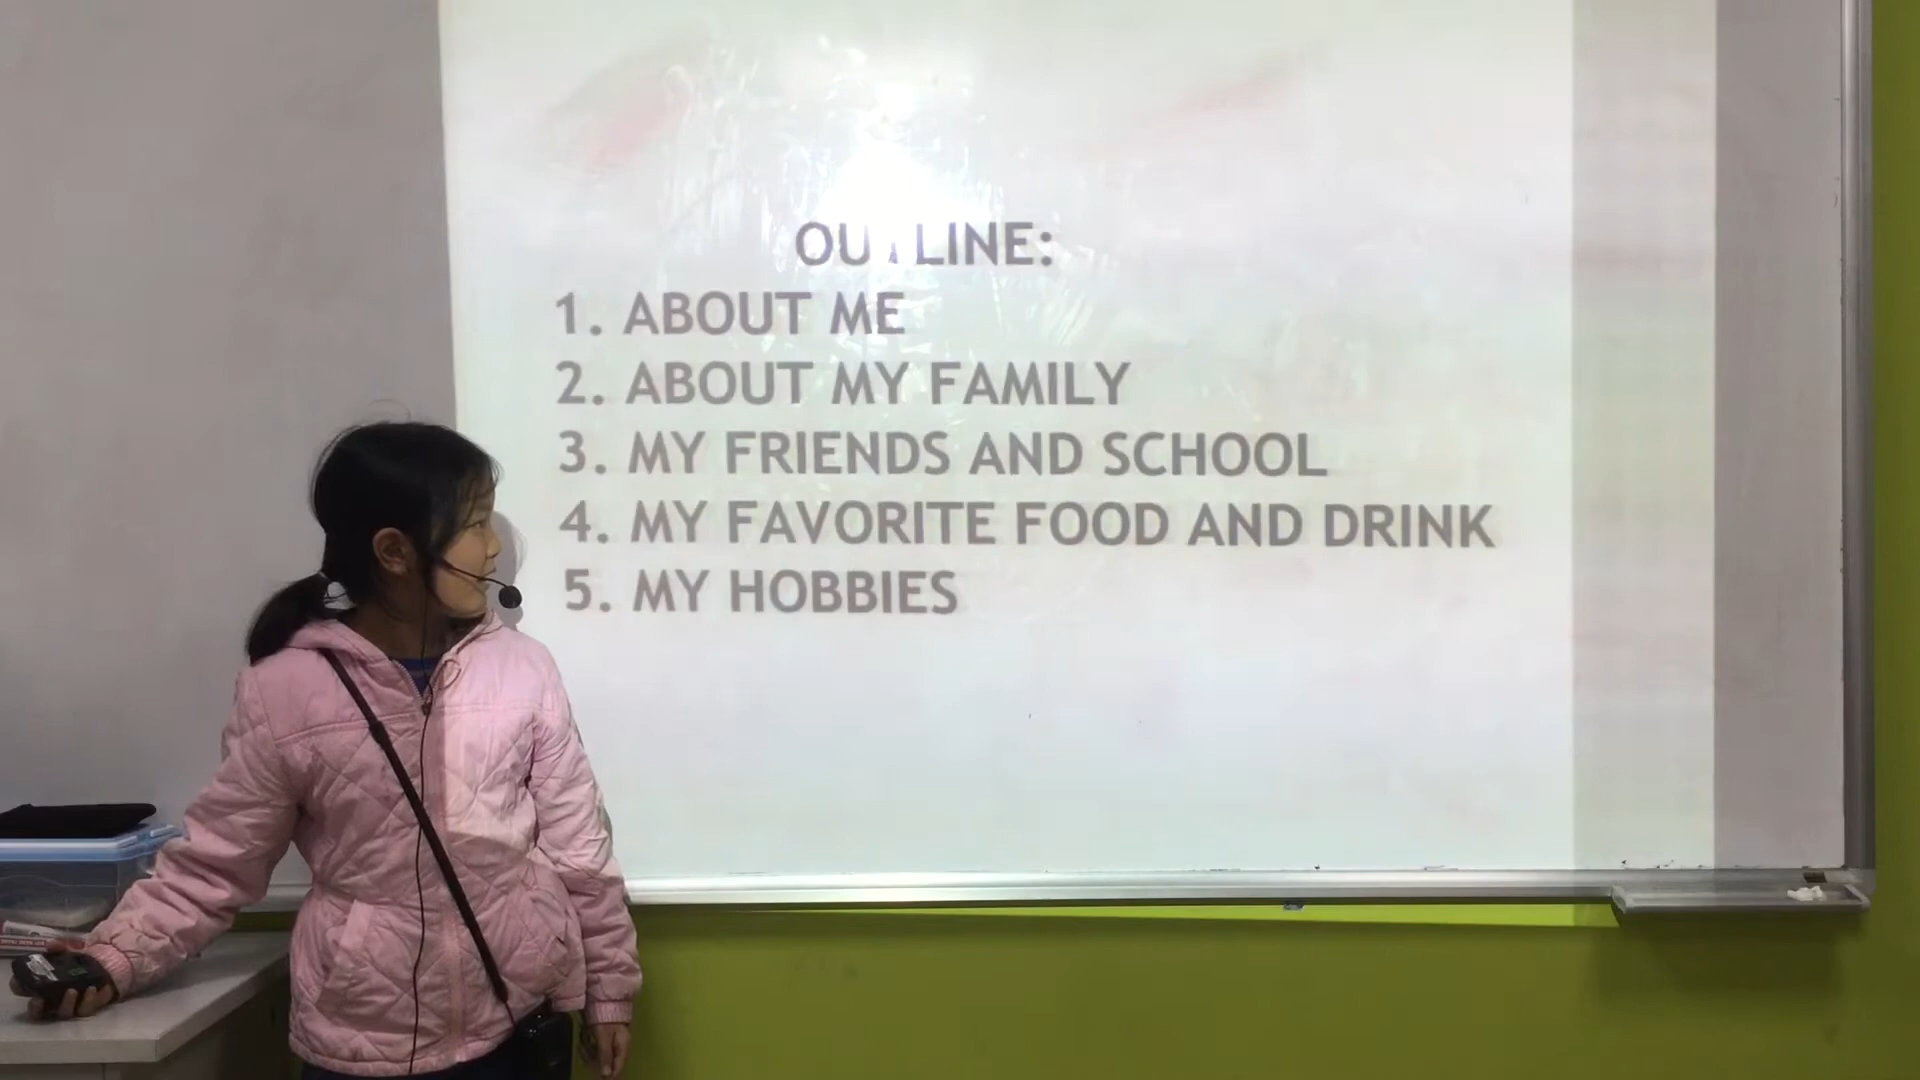 OUTLINE:
1. ABOUT ME
2. ABOUT MY FAMILY
3. MY FRIENDS AND SCHOOL
4. MY FAVORITE FOOD AND DRINK
5. MY HOBBIES